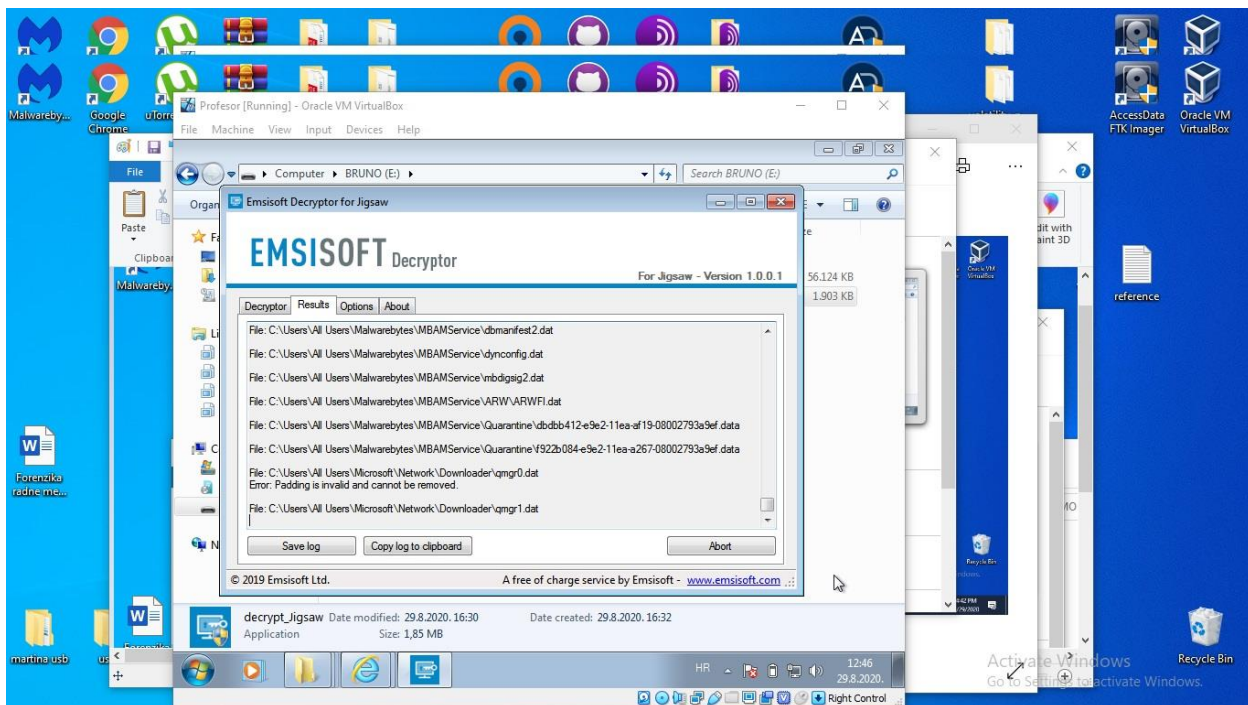 Malwareby...
Google Chrome
Profesor [Running] - Oracle VM VirtualBox
File Machine View Input Devices Help
AccessData FTK Imager
Oracle VM VirtualBox
File
Computer ▸ BRUNO (E:) ▸
Search BRUNO (E:)
Paste
Emsisoft Decryptor for Jigsaw
EMSISOFT Decryptor
For Jigsaw - Version 1.0.0.1
56.124 KB
1.903 KB
Malwareby
reference
Decryptor Results Options About
File: C:\Users\All Users\Malwarebytes\MBAMService\dbmanifest2.dat
File: C:\Users\All Users\Malwarebytes\MBAMService\dynconfig.dat
File: C:\Users\All Users\Malwarebytes\MBAMService\mbdigsig2.dat
File: C:\Users\All Users\Malwarebytes\MBAMService\ARW\ARWFI.dat
File: C:\Users\All Users\Malwarebytes\MBAMService\Quarantine\dbdbb412-e9e2-11ea-af19-08002793a9ef.data
File: C:\Users\All Users\Malwarebytes\MBAMService\Quarantine\f922b084-e9e2-11ea-a267-08002793a9ef.data
File: C:\Users\All Users\Microsoft\Network\Downloader\qmgr0.dat
Error: Padding is invalid and cannot be removed.
File: C:\Users\All Users\Microsoft\Network\Downloader\qmgr1.dat
Save log
Copy log to clipboard
Abort
© 2019 Emsisoft Ltd.
A free of charge service by Emsisoft - www.emsisoft.com
Forenzika
radne me...
decrypt_Jigsaw Date modified: 29.8.2020. 16:30 Date created: 29.8.2020. 16:32
Application Size: 1,85 MB
martina usb
HR
12:46
29.8.2020.
Right Control
Recycle Bin
Activate Windows
Go to Settings to activate Windows.